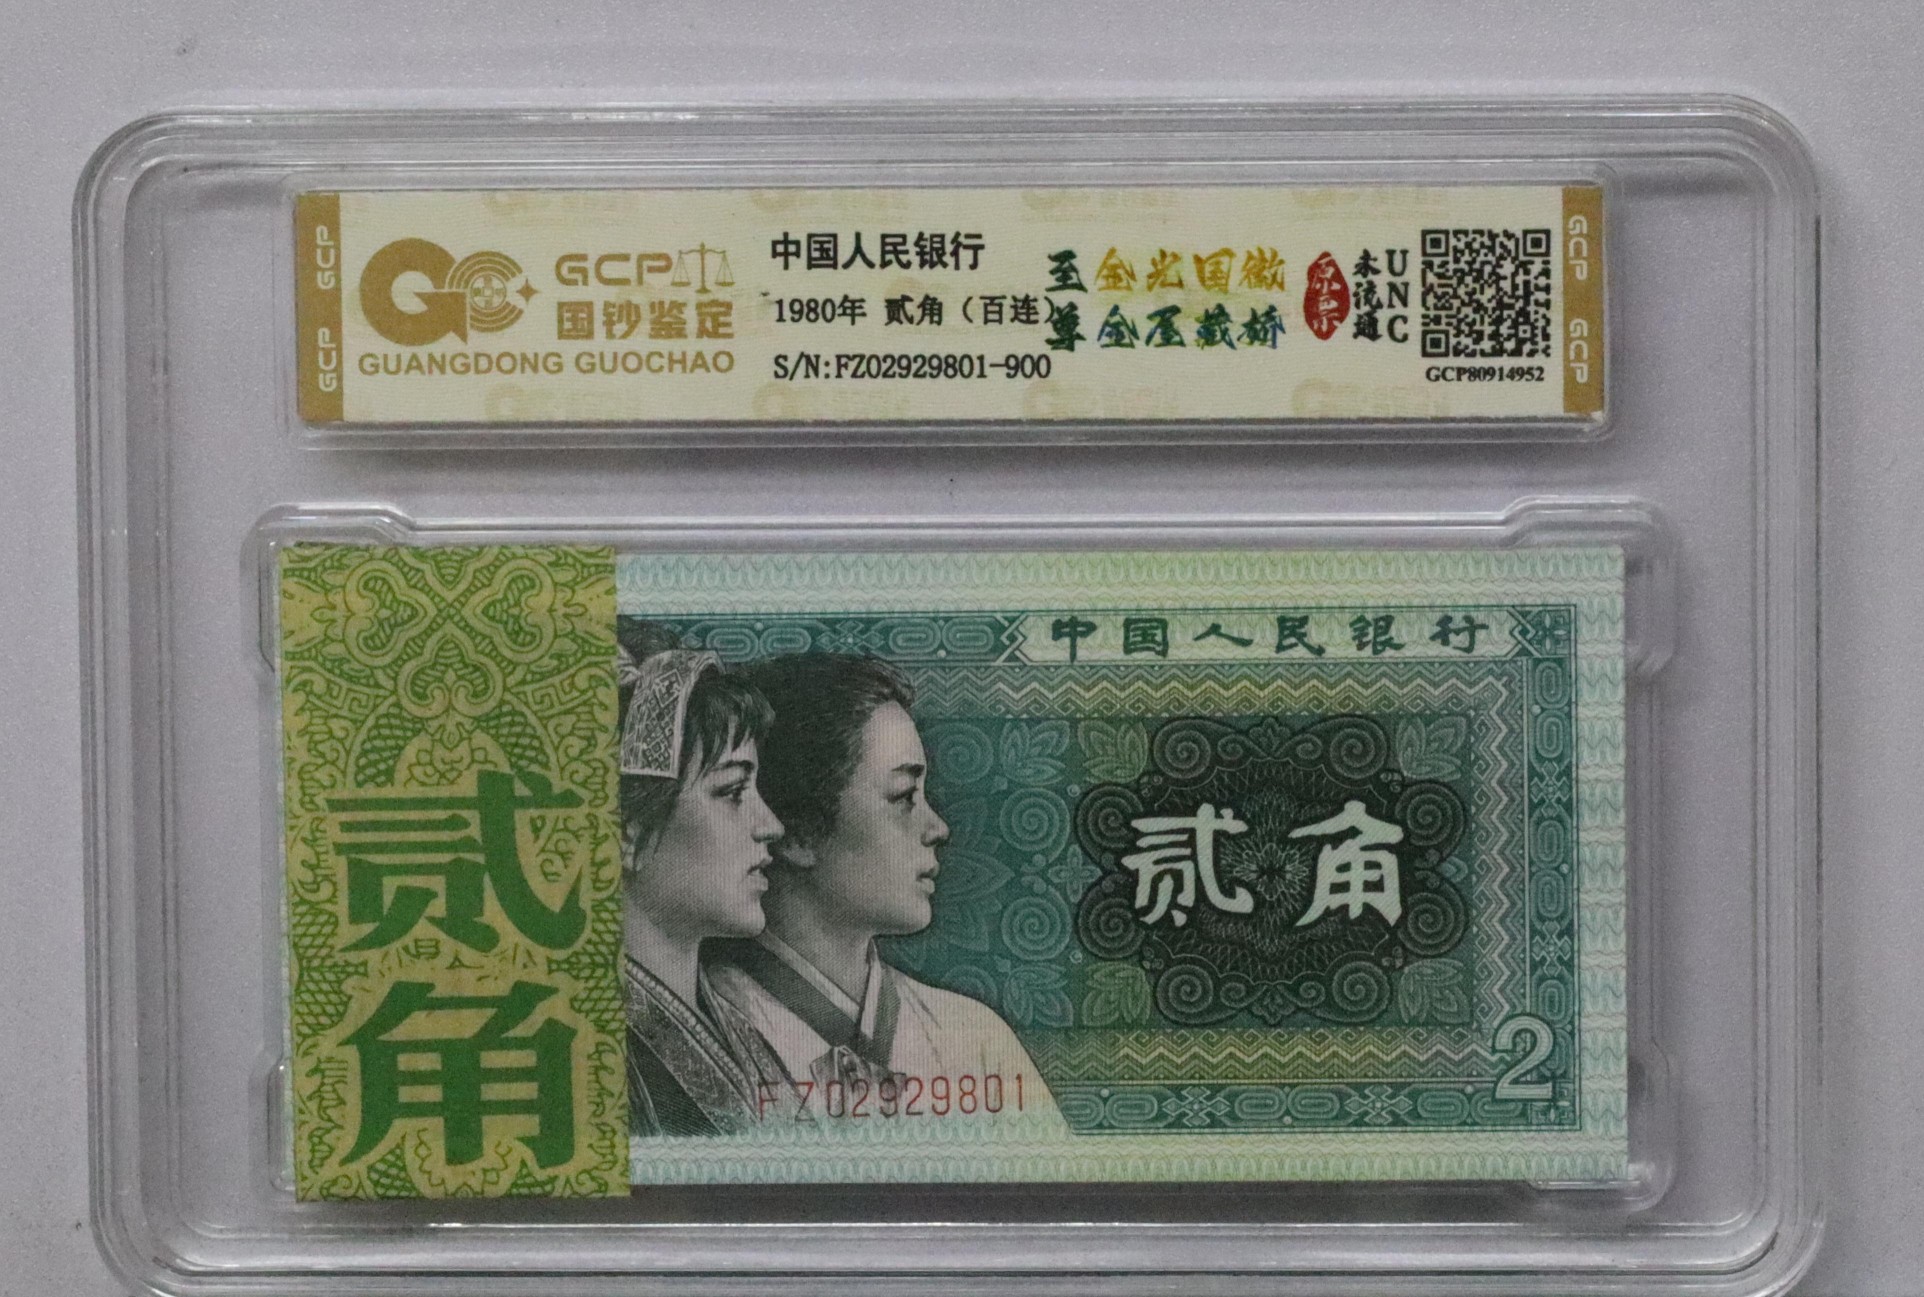 GCP
GCP
GCP
国钞鉴定
GUANGDONG GUOCHAO
中国人民银行
1980年 贰角（百连）
S/N:FZ02929801-900
至尊
金光国徽
金屋藏娇
原票
未流通
UNC
GCP80914952
GCP
GCP
贰角
中国人民银行
贰角
2
FZ02929801